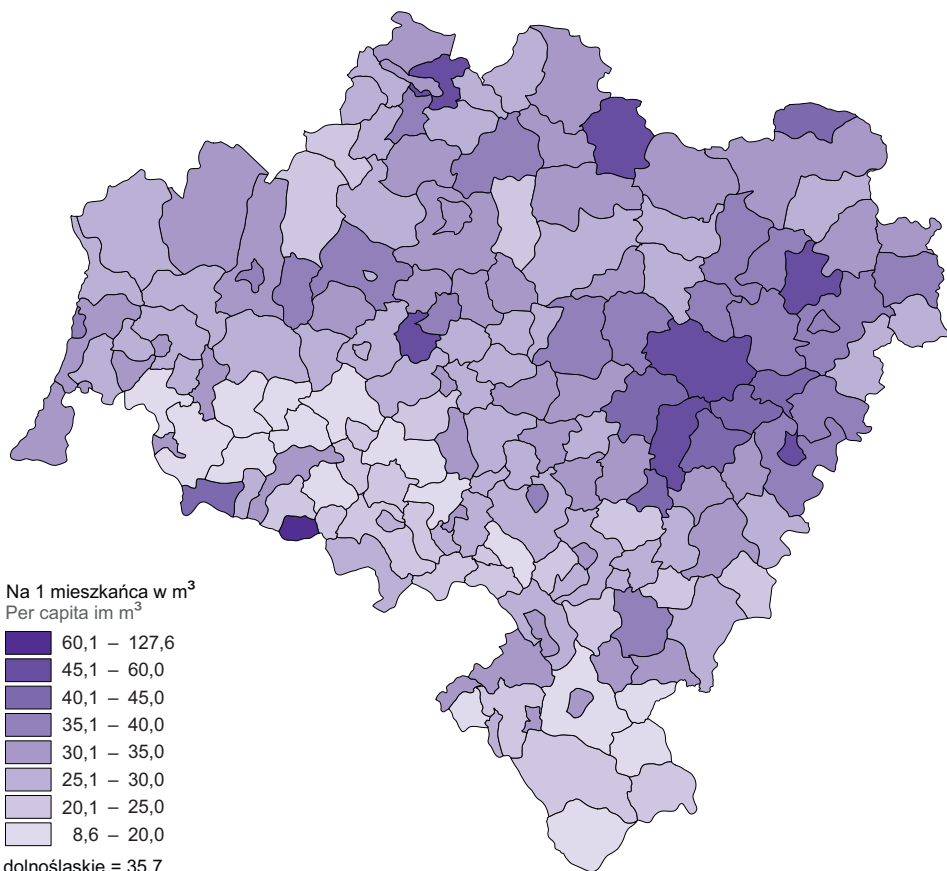 Na 1 mieszkańca w m³
Per capita im m³
60,1 – 127,6
45,1 – 60,0
40,1 – 45,0
35,1 – 40,0
30,1 – 35,0
25,1 – 30,0
20,1 – 25,0
8,6 – 20,0
dolnośląskie = 35,7